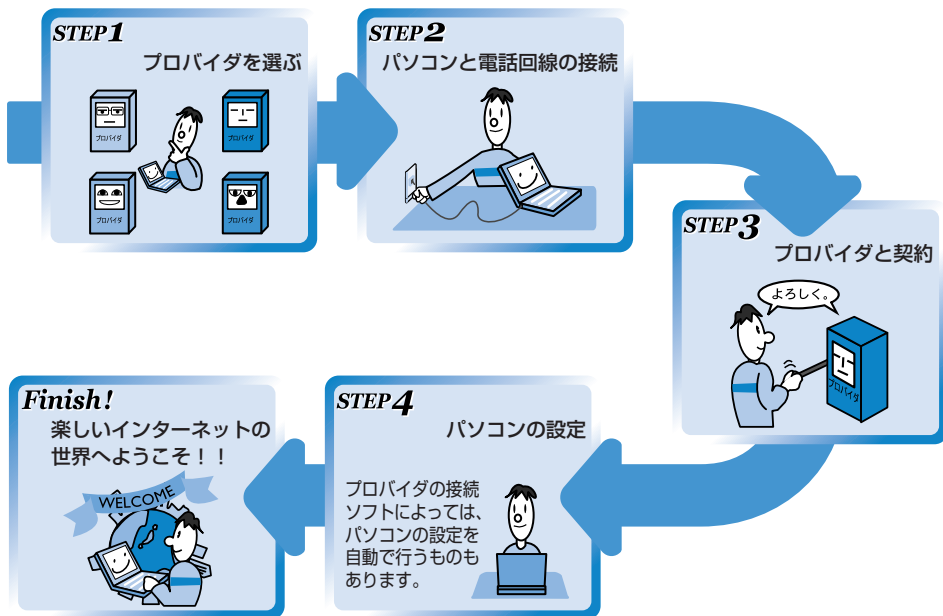 STEP1
プロバイダを選ぶ
プロバイダ
プロバイダ
プロバイダ
プロバイダ
STEP2
パソコンと電話回線の接続
STEP3
プロバイダと契約
よろしく。
プロバイダ
STEP4
パソコンの設定
プロバイダの接続
ソフトによっては、
パソコンの設定を
自動で行うものも
あります。
Finish!
楽しいインターネットの
世界へようこそ！！
WELCOME